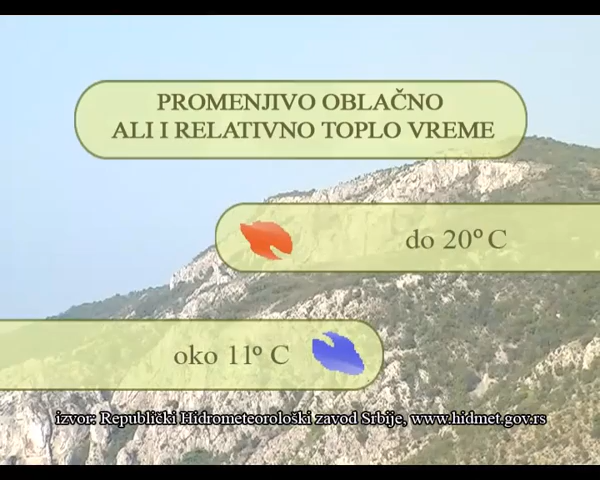 PROMENJIVO OBLAČNO
ALI I RELATIVNO TOPLO VREME
do 20º C
oko 11º C
izvor: Republički Hidrometeorološki zavod Srbije, www.hidmet.gov.rs